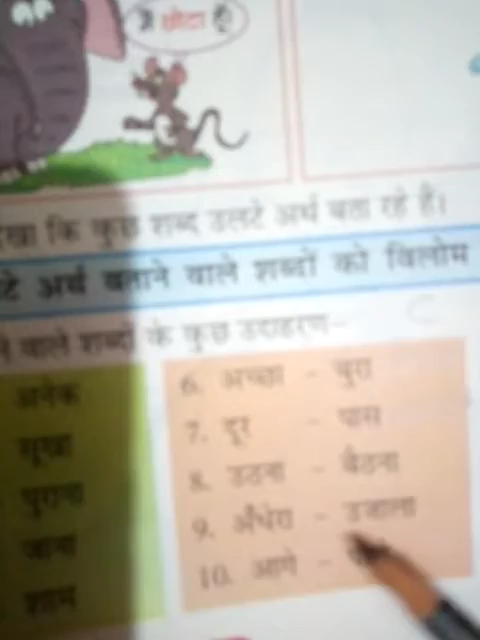 मैं छोटा हूँ।
देखा कि कुछ शब्द उलटे अर्थ बता रहे हैं।
टे अर्थ बताने वाले शब्दों को विलोम
ने वाले शब्दों के कुछ उदाहरण–
अनेक
सूखा
पुराना
जाना
शाम
6. अच्छा – बुरा
7. दूर – पास
8. उठना – बैठना
9. अँधेरा – उजाला
10. आगे –